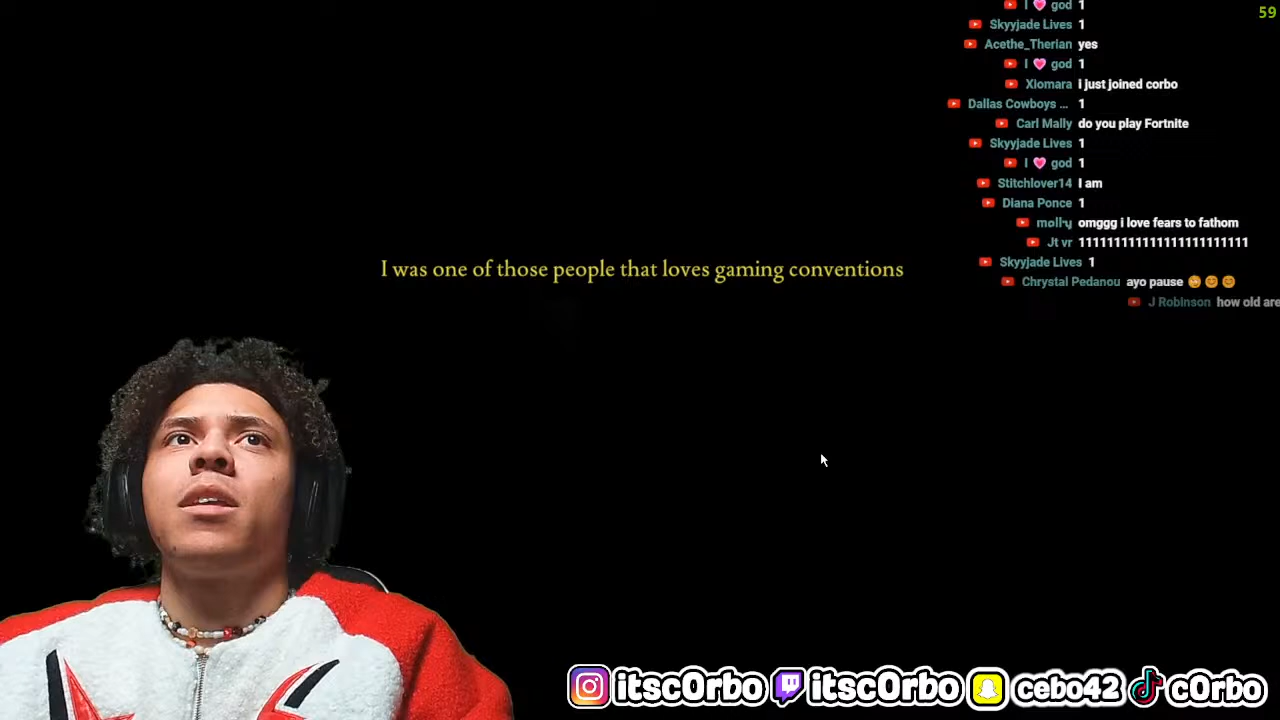 I 💗 god 1
59
Skyyjade Lives 1
Acethe_Therian yes
I 💗 god 1
Xiomara i just joined corbo
Dallas Cowboys ... 1
Carl Mally do you play Fortnite
Skyyjade Lives 1
I 💗 god 1
Stitchlover14 I am
Diana Ponce 1
molly omggg i love fears to fathom
Jt vr 1111111111111111111111111
Skyyjade Lives 1
Chrystal Pedanou ayo pause
J Robinson how old are
I was one of those people that loves gaming conventions
itsc0rbo itsc0rbo cebo42 c0rbo